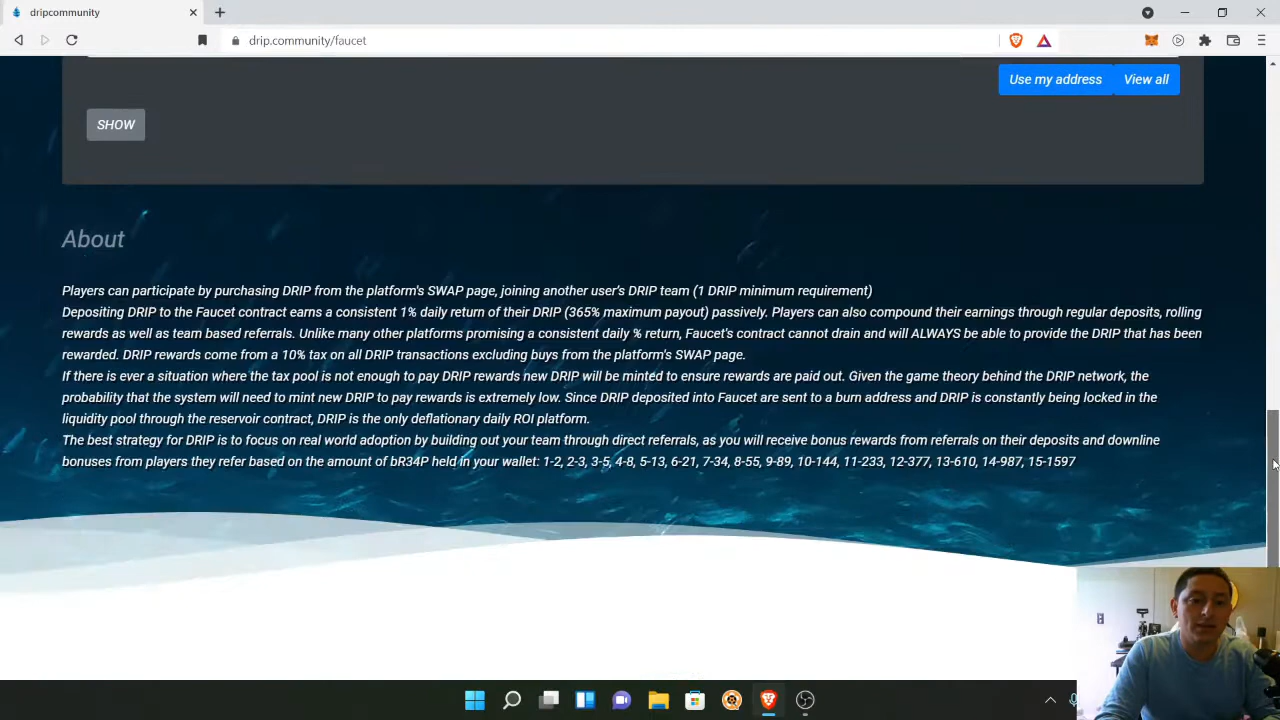 dripcommunity
drip.community/faucet
Use my address View all
SHOW
About
Players can participate by purchasing DRIP from the platform's SWAP page, joining another user's DRIP team (1 DRIP minimum requirement)
Depositing DRIP to the Faucet contract earns a consistent 1% daily return of their DRIP (365% maximum payout) passively. Players can also compound their earnings through regular deposits, rolling
rewards as well as team based referrals. Unlike many other platforms promising a consistent daily % return, Faucet's contract cannot drain and will ALWAYS be able to provide the DRIP that has been
rewarded. DRIP rewards come from a 10% tax on all DRIP transactions excluding buys from the platform's SWAP page.
If there is ever a situation where the tax pool is not enough to pay DRIP rewards new DRIP will be minted to ensure rewards are paid out. Given the game theory behind the DRIP network, the
probability that the system will need to mint new DRIP to pay rewards is extremely low. Since DRIP deposited into Faucet are sent to a burn address and DRIP is constantly being locked in the
liquidity pool through the reservoir contract, DRIP is the only deflationary daily ROI platform.
The best strategy for DRIP is to focus on real world adoption by building out your team through direct referrals, as you will receive bonus rewards from referrals on their deposits and downline
bonuses from players they refer based on the amount of bR34P held in your wallet: 1-2, 2-3, 3-5, 4-8, 5-13, 6-21, 7-34, 8-55, 9-89, 10-144, 11-233, 12-377, 13-610, 14-987, 15-1597